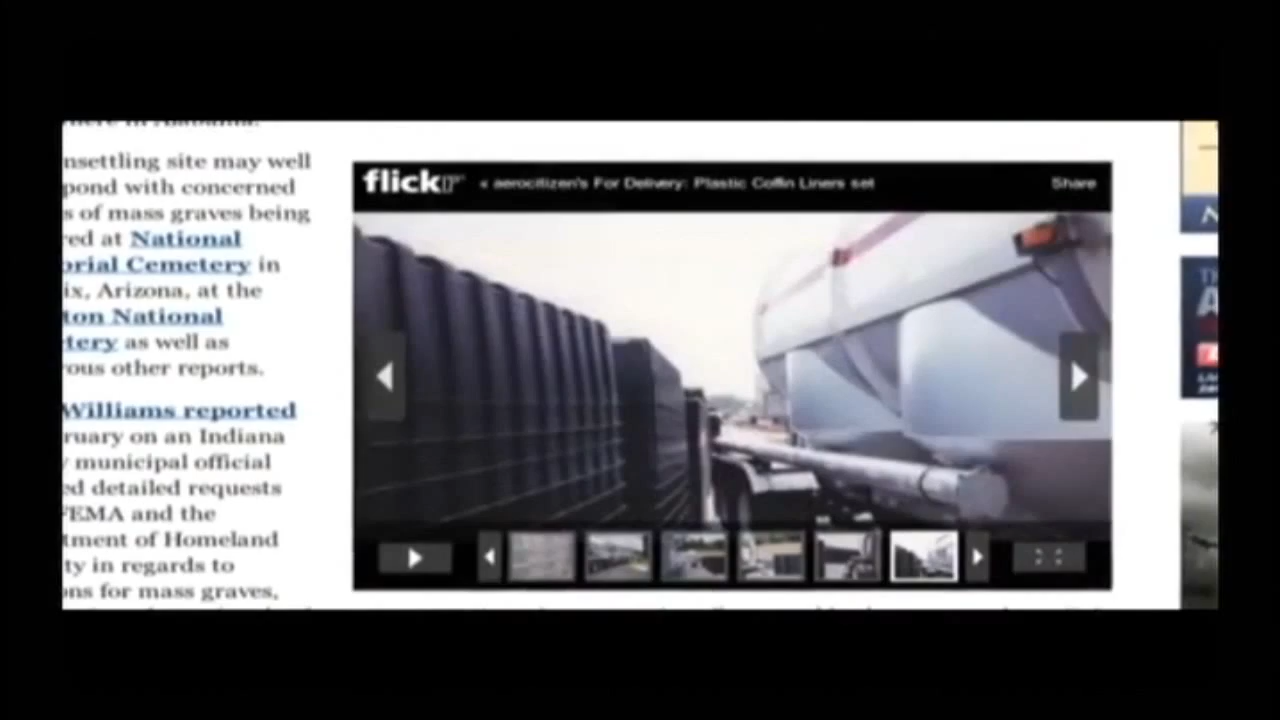 nsettling site may well
pond with concerned
s of mass graves being
red at National
orial Cemetery in
ix, Arizona, at the
ton National
tery as well as
rous other reports.
Williams reported
ruary on an Indiana
municipal official
ed detailed requests
FEMA and the
tment of Homeland
ty in regards to
ons for mass graves,
flickr
« aerocitizen's For Delivery: Plastic Coffin Liners set
Share